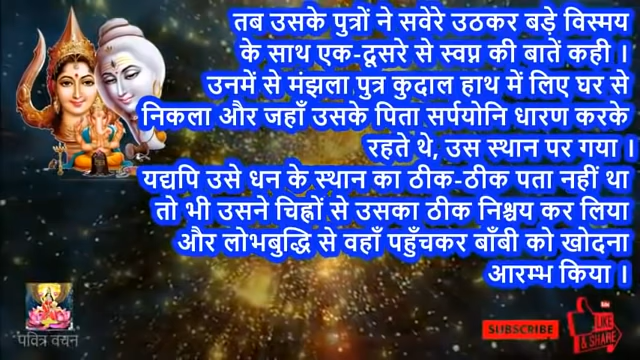 तब उसके पुत्रों ने सवेरे उठकर बड़े विस्मय
के साथ एक-दूसरे से स्वप्न की बातें कही ।
उनमें से मंझला पुत्र कुदाल हाथ में लिए घर से
निकला और जहाँ उसके पिता सर्पयोनि धारण करके
रहते थे, उस स्थान पर गया ।
यद्यपि उसे धन के स्थान का ठीक-ठीक पता नहीं था
तो भी उसने चिह्नों से उसका ठीक निश्चय कर लिया
और लोभबुद्धि से वहाँ पहुँचकर बाँबी को खोदना
आरम्भ किया ।
पवित्र वचन
SUBSCRIBE
LIKE
& SHARE